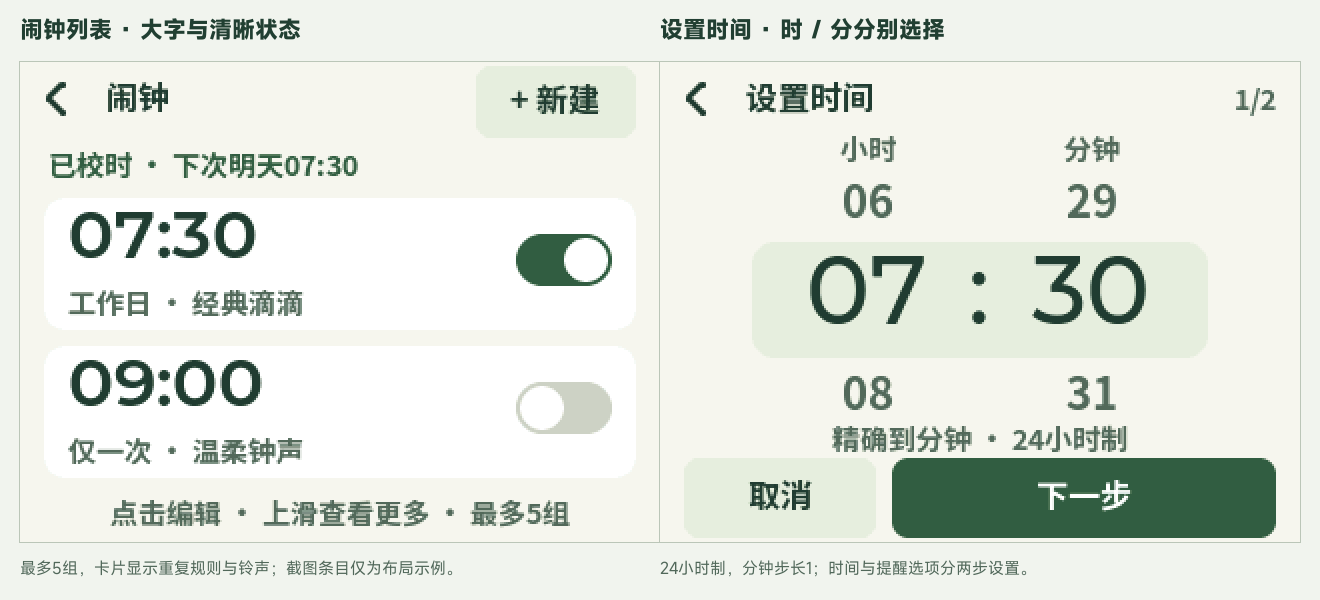 闹钟列表 · 大字与清晰状态
闹钟
+ 新建
已校时 · 下次明天07:30
07:30
工作日 · 经典滴滴
09:00
仅一次 · 温柔钟声
点击编辑 · 上滑查看更多 · 最多5组
最多5组，卡片显示重复规则与铃声；截图条目仅为布局示例。
设置时间 · 时 / 分分别选择
设置时间
1/2
小时 分钟
06 29
07 : 30
08 31
精确到分钟 · 24小时制
取消 下一步
24小时制，分钟步长1；时间与提醒选项分两步设置。